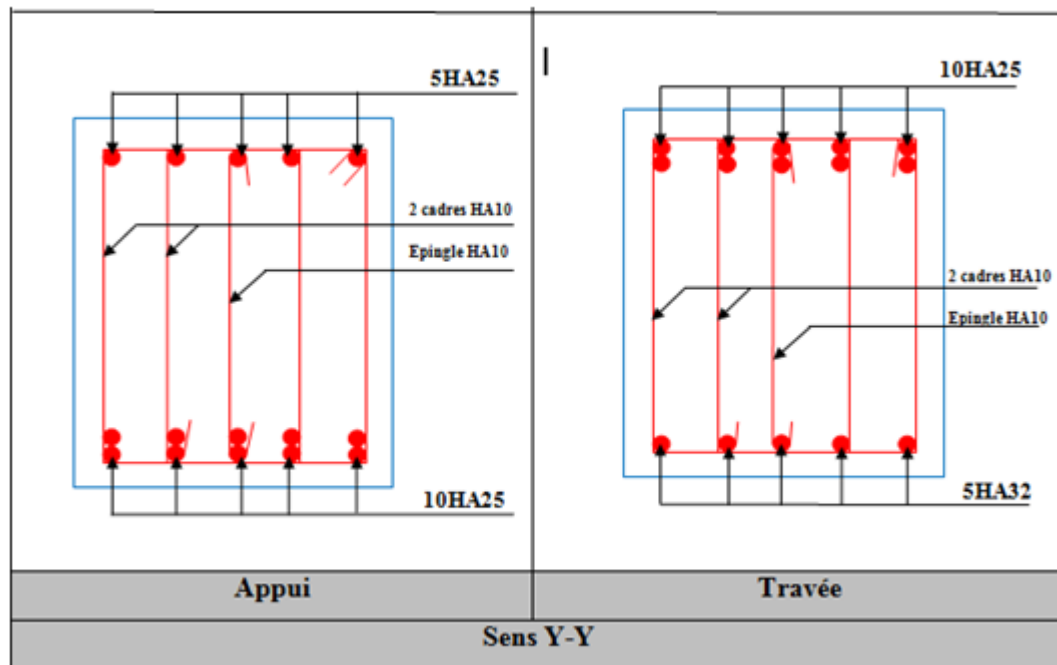 5HA25
2 cadres HA10
Epingle HA10
10HA25
Appui
10HA25
2 cadres HA10
Epingle HA10
5HA32
Travée
Sens Y-Y